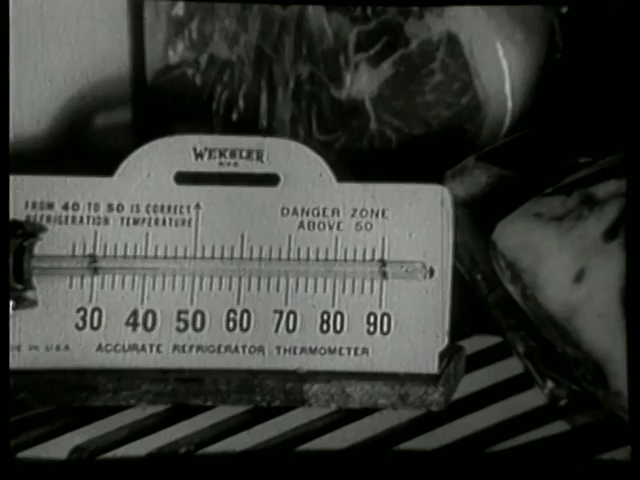 WEKSLER
FROM 40 TO 50 IS CORRECT
REFRIGERATION TEMPERATURE
DANGER ZONE
ABOVE 50
30 40 50 60 70 80 90
DE IN U.S.A. ACCURATE REFRIGERATOR THERMOMETER